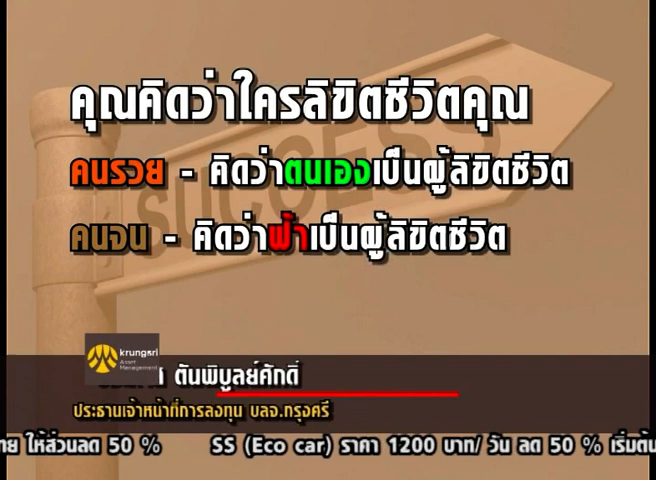 คุณคิดว่าใครลิขิตชีวิตคุณ
คนรวย - คิดว่าตนเองเป็นผู้ลิขิตชีวิต
คนจน - คิดว่าฟ้าเป็นผู้ลิขิตชีวิต
SUCCESS
krungsri
Asset
Management
ตันพิบูลย์ศักดิ์
ประธานเจ้าหน้าที่การลงทุน บลจ.กรุงศรี
ให้ส่วนลด 50 % SS (Eco car) ราคา 1200 บาท/ วัน ลด 50 % เริ่มต้น